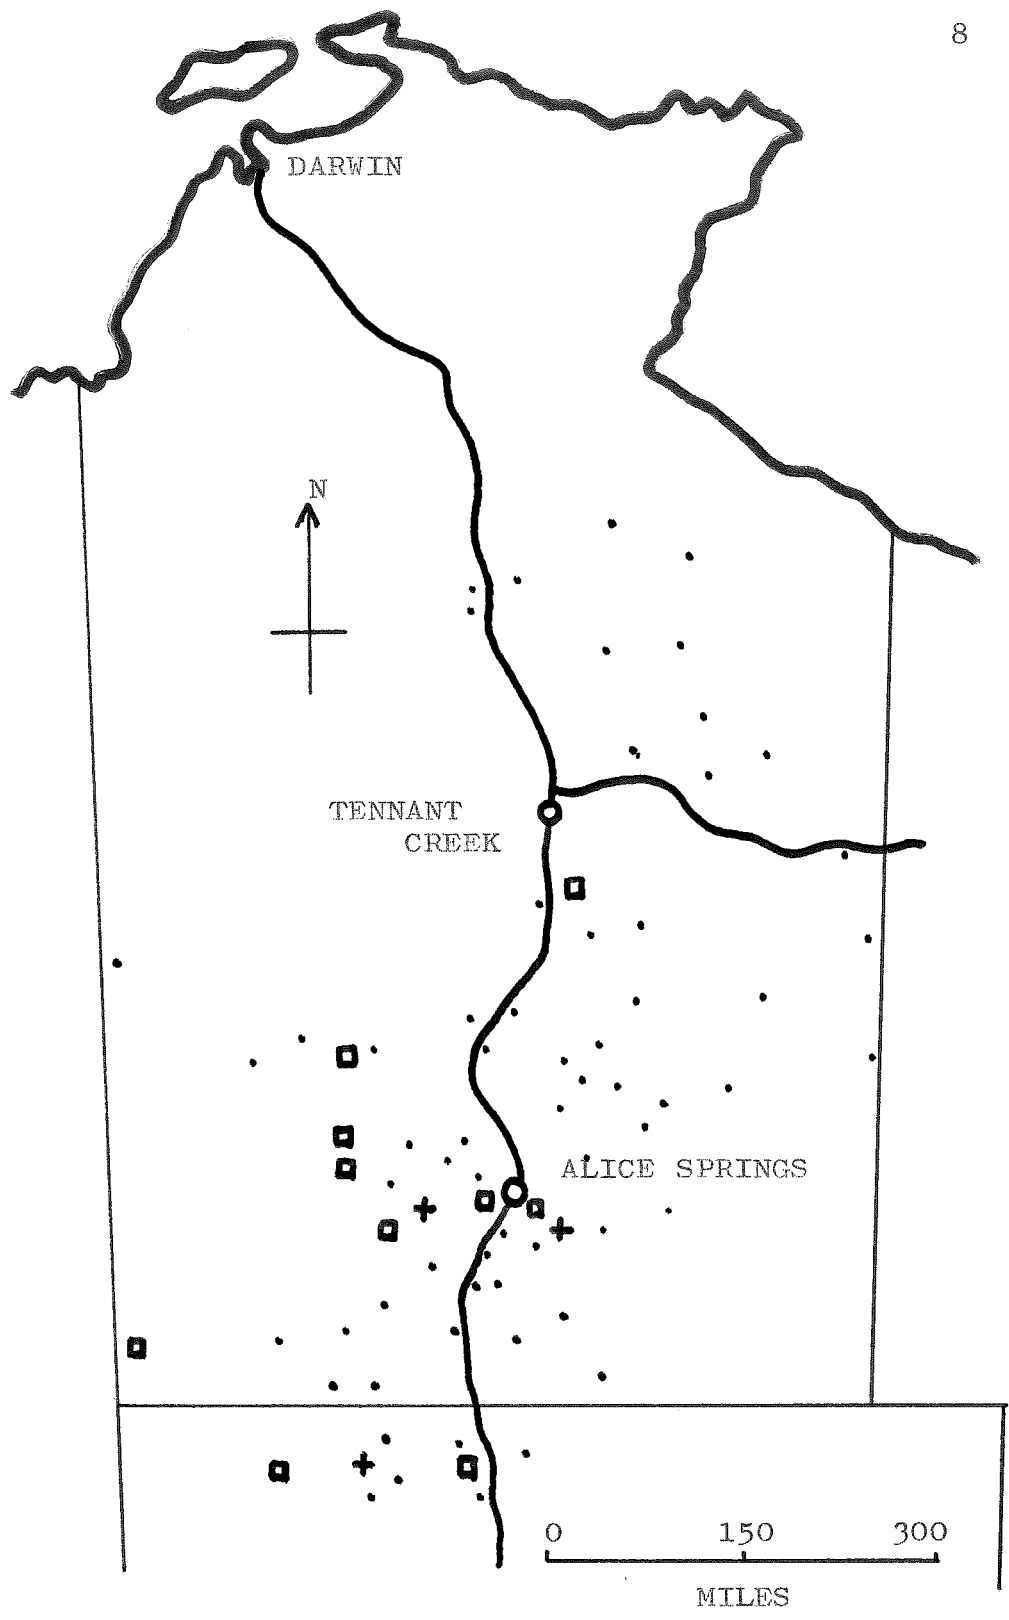 8
DARWIN
N
TENNANT
CREEK
ALICE SPRINGS
0 150 300
MILES